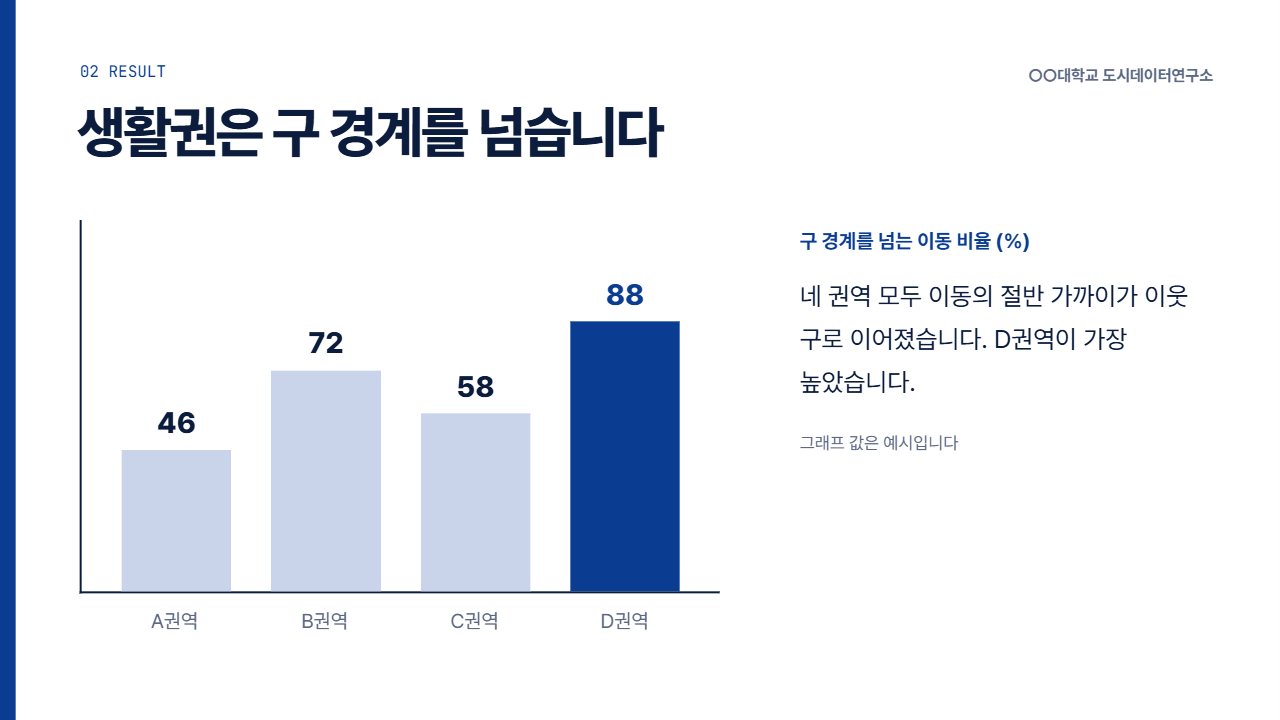 02 RESULT
○○대학교 도시데이터연구소
생활권은 구 경계를 넘습니다
구 경계를 넘는 이동 비율 (%)
네 권역 모두 이동의 절반 가까이가 이웃
구로 이어졌습니다. D권역이 가장
높았습니다.
그래프 값은 예시입니다
46
72
58
88
A권역
B권역
C권역
D권역